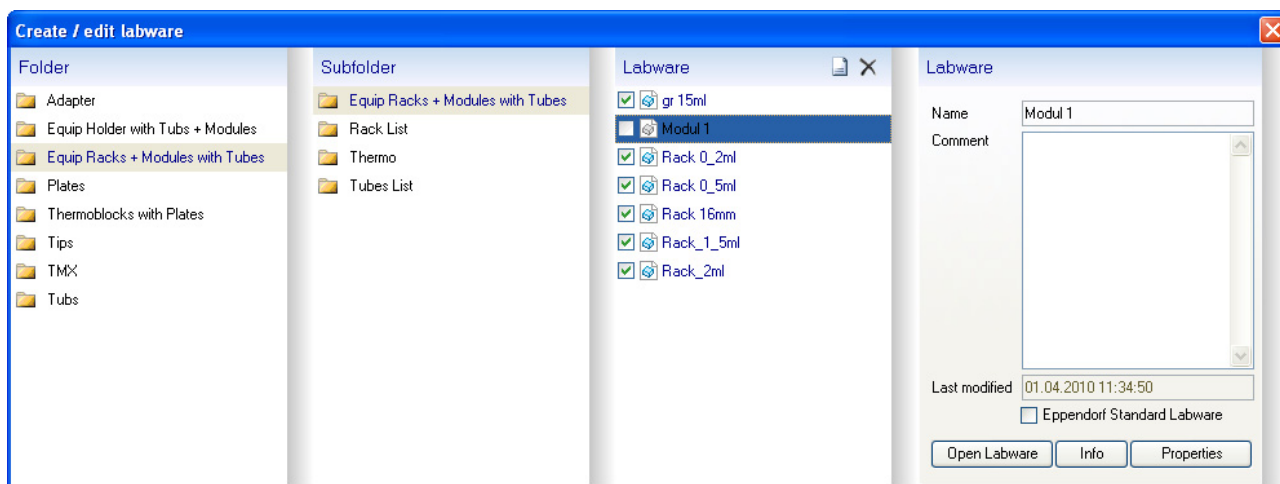 Create / edit labware
Folder
Adapter
Equip Holder with Tubs + Modules
Equip Racks + Modules with Tubes
Plates
Thermoblocks with Plates
Tips
TMX
Tubs
Subfolder
Equip Racks + Modules with Tubes
Rack List
Thermo
Tubes List
Labware
gr 15ml
Modul 1
Rack 0_2ml
Rack 0_5ml
Rack 16mm
Rack_1_5ml
Rack_2ml
Labware
Name Modul 1
Comment
Last modified 01.04.2010 11:34:50
Eppendorf Standard Labware
Open Labware Info Properties